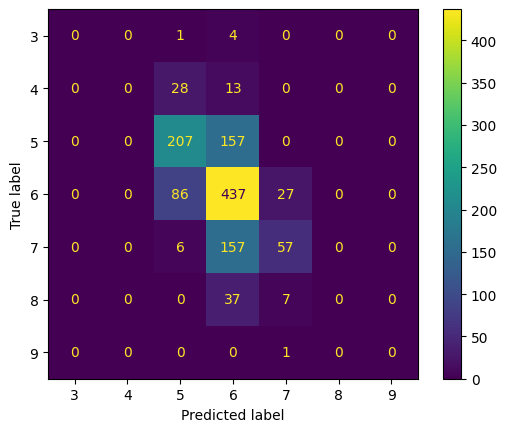 3 0 0 1 4 0 0 0
4 0 0 28 13 0 0 0
5 0 0 207 157 0 0 0
6 0 0 86 437 27 0 0
7 0 0 6 157 57 0 0
8 0 0 0 37 7 0 0
9 0 0 0 0 1 0 0
3 4 5 6 7 8 9
Predicted label
True label
400
350
300
250
200
150
100
50
0